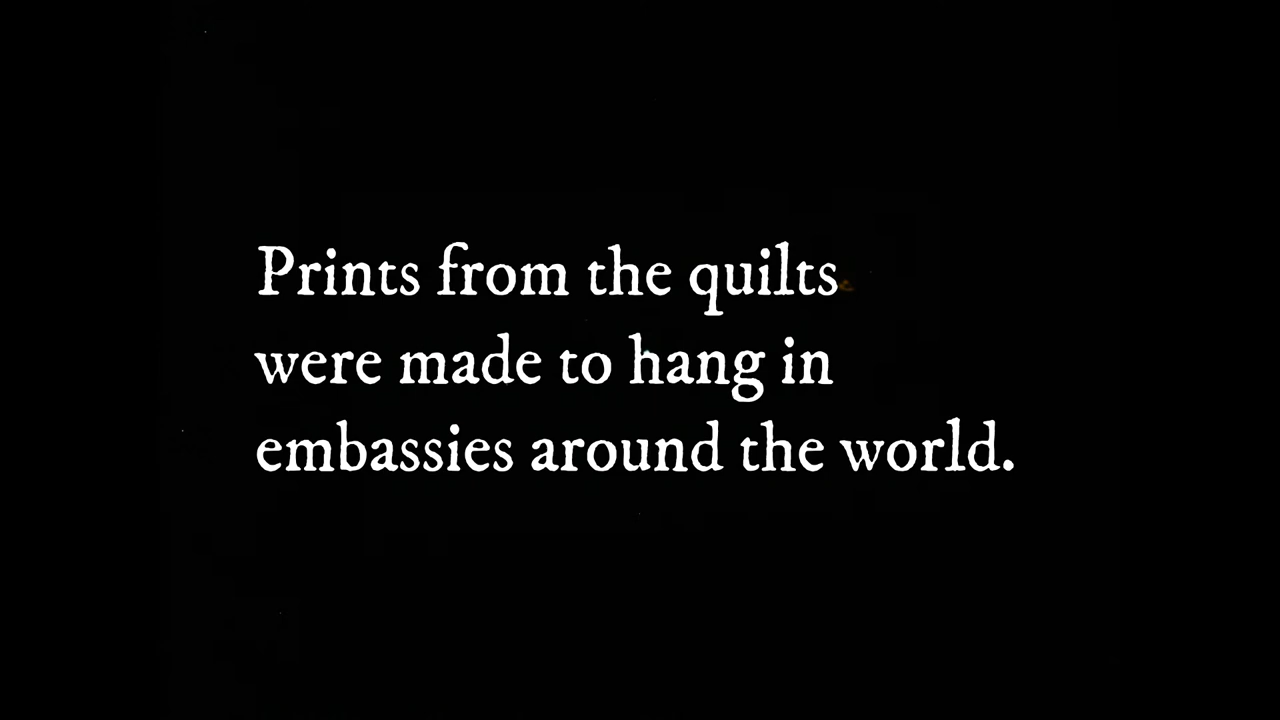 Prints from the quilts
were made to hang in
embassies around the world.